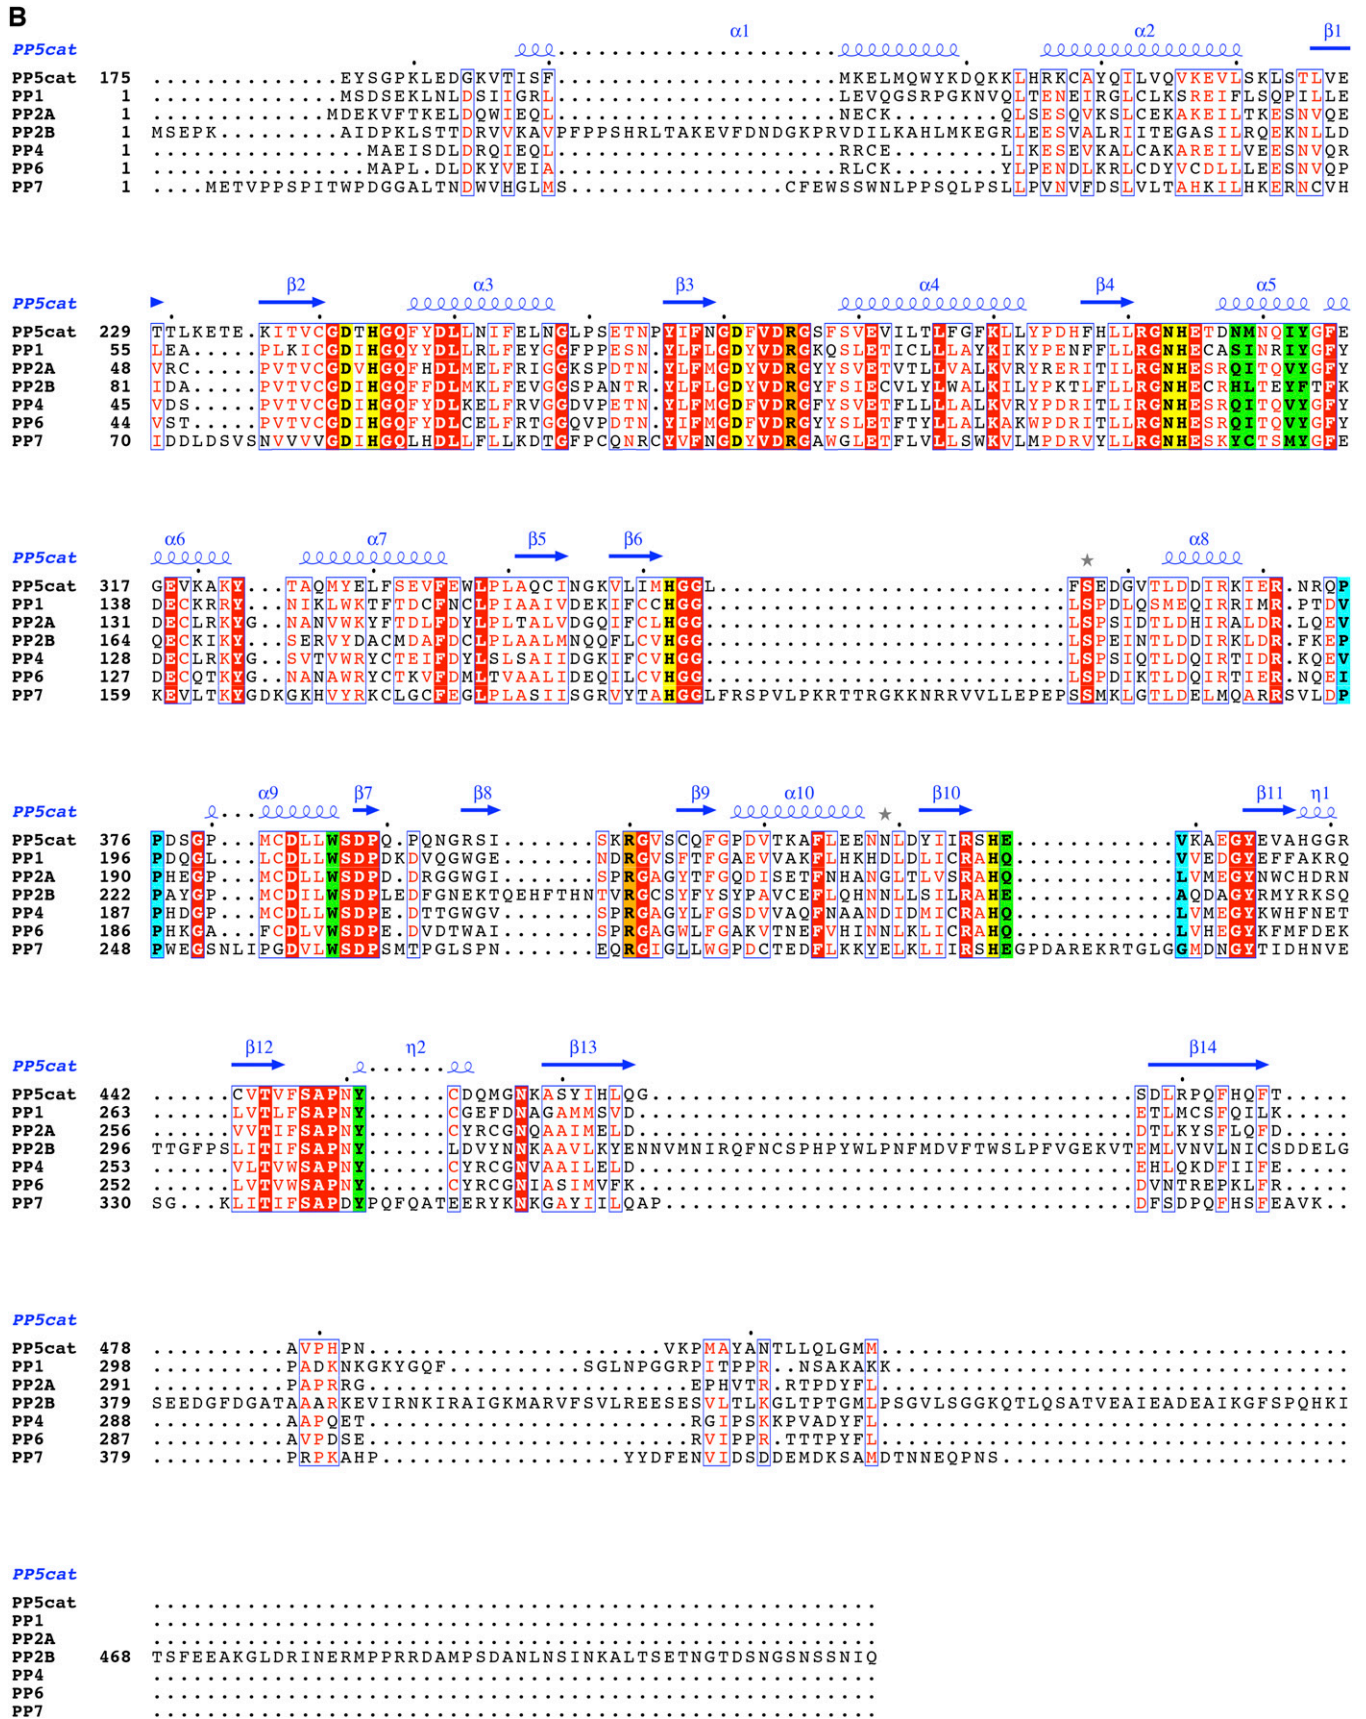 B
PP5cat α1 α2 β1
PP5cat 175 ..............EYSGPKLEDGKVTISF.....................MKELMQWYKDQKKLHRKCAYQILVQVKEVLSKLSTLVE
PP1 1 ..............MSDSEKLNLDSIIGRL.....................LEVQGSRPGKNVQLTENEIRGLCLKSREIFLSQPILLE
PP2A 1 .............MDEKVFTKELDQWIEQL.....................NECK........QLSESQVKSLCEKAKEILTKESNVQE
PP2B 1 MSEPK.........AIDPKLSTTDRVVKAVPFPPSHRLTAKEVFDNDGKPRVDILKAHLMKEGRLEESVALRIITEGASILRQEKNLLD
PP4 1 ................MAEISDLDRQIEQL.....................RRCE........LIKESEVKALCAKAREILVEESNVQR
PP6 1 ................MAPL.DLDKYVEIA.....................RLCK........YLPENDLKRLCDYVCDLLLEESNVQP
PP7 1 ....METVPPSPITWPDGGALTNDWVHGLMS................CFEWSSWNLPPSQLPSLLPVNVFDSVLTAHKILHKERNCVH
PP5cat β2 α3 β3 α4 β4 α5
PP5cat 229 TTLKETE.KITVCGDTHGQFYDLLNIFELNGLPSETNPYIFNGDFVDRGSFSVEVILTLFGFKLLYPDHFHLLRGNHETDNMNQIYGFE
PP1 55 LEA.....PLKICGDIHGQYYDLLRLFEYGGFPPESN.YLFLGDYVDRGKQSLETICLLLAYKIKYPENFFLLRGNHECASINRIYGFY
PP2A 48 VRC.....PVTVCGDVHGQFHDLMELFRIGGKSPDTN.YLFMGDYVDRGYYSVETVTLLVALKVRYRERITILRGNHESRQITQVYGFY
PP2B 81 IDA.....PVTVCGDIHGQFFDLMKLFEVGGSPANTR.YLFLGDYVDRGYFSIECVLYLWALKILYPKTLFLLRGNHECRHLTEYFTFK
PP4 45 VDS.....PVTVCGDIHGQFYDLKELFRVGGDVPETN.YLFMGDFVDRGFYSVETFLLLLALKVRYPDRITLIRGNHESRQITQVYGFY
PP6 44 VST.....PVTVCGDIHGQFYDLCELFRTGGQVPDTN.YIFMGDFVDRGYYSLETFTYLLALKAKWPDRITLLRGNHESRQITQVYGFY
PP7 70 IDDLDSVSNVVVVGDIHGQLHDLLFLLKDTGFPCQNRCYVFNGDYVDRGAWGLETFLVLLSWKVLMPDRVYLLRGNHESKYCTSMYGFE
PP5cat α6 α7 β5 β6 ★ α8
PP5cat 317 GEVKAKY...TAQMYELFSEVFEWLPLAQCINGKVLIMHGGL..........................FSEDGVTLDDIRKIER.NRQP
PP1 138 DECKRRY...NIKLWKTFTDCFNCLPIAAIVDEKIFCCHGG...........................LSPDLQSMEQIRRIMR.PTDV
PP2A 131 DECLRKYG..NANVWKYFTDLFDYLPLTALVDGQIFCLHGG...........................LSPSIDTLDHIRALDR.LQEV
PP2B 164 QECKIKY...SERVYDACMDAFDCLPLAALMNQQFLCVHGG...........................LSPEINTLDDIRKLDR.FKEP
PP4 128 DECLRKYG..SVTVWRYCTEIFDYLSLSAIIDGKIFCVHGG...........................LSPSIQTLDQIRTIDR.KQEV
PP6 127 DECQTKYG..NANAWRYCTKVFDMLTVAALIDEQILCVHGG...........................LSPDIKTLDQIRTIER.NQEI
PP7 159 KEVLTKYGDKGKHVYRKCLGCFEGLPLASIISGRVYTAHGGLFRSPVLPKRTTRGKKNRRVVLLEPEPSSMKLGTLDELMQARRSVLDP
PP5cat α9 β7 β8 β9 α10 ★ β10 β11 η1
PP5cat 376 PDSGP...MCDLLWSDPQ.PQNGRSI.......SKRGVSCQFGPDVTKAFLEENNLDYIIRSHE............VKAEGYEVAHGGR
PP1 196 PDQGL...LCDLLWSDPDKDVQGWGE.......NDRGVSFTFGAEVVAKFLHKHDLDLICRAHQ............VVEDGYEFFAKRQ
PP2A 190 PHEGP...MCDLLWSDPD.DRGGWGI.......SPRGAGYTFGQDISETFNHANGLTLVSRAHQ............LVMEGYNWCHDRN
PP2B 222 PAYGP...MCDILWSDPLEDFGNEKTQEHFTHNTVRGCSYFYSYPAVCEFLQHNNLLSILRAHE............AQDAGYRMYRKSQ
PP4 187 PHDGP...MCDLLWSDPE.DTTGWGV.......SPRGAGYLFGSDVVAQFNAANDIDMICRAHQ............LVMEGYKWHFNET
PP6 186 PHKGA...FCDLVWSDPE.DVDTWAI.......SPRGAGWLFGAKVTNEFVHINNLKLICRAHQ............LVHEGYKFMFDEK
PP7 248 PWEGSNLIPGDVLWSDPSMTPGLSPN.......EQRGIGLLWGPDCTEDFLKKYELKLIIRSHEGPDAREKRTGLGGMDNGYTIDHNVE
PP5cat β12 η2 β13 β14
PP5cat 442 ......CVTVFSAPNY......CDQMGNKASYIHLQG....................................SDLRPQFHQFT.....
PP1 263 ......LVTLFSAPNY......CGEFDNAGAMMSVD.....................................ETLMCSFQILK.....
PP2A 256 ......VVTIFSAPNY......CYRCGNQAAIMELD.....................................DTLKYSFLQFD.....
PP2B 296 TTGFPSLITIFSAPNY......LDVYNNKAAVLKYENNVMNIRQFNCSPHPYWLPNFMDVFTWSLPFVGEKVTEMLVNVLNICSDDELG
PP4 253 ......VLTVWSAPNY......CYRCGNVAAILELD.....................................EHLQKDFIIFE.....
PP6 252 ......LVTVWSAPNY......CYRCGNIASIMVFK.....................................DVNTREPKLFR.....
PP7 330 SG...KLITIFSAPDYPQFQATEERYKNKGAYIILQAP...................................DFSDPQFHSFEAVK..
PP5cat
PP5cat 478 ..........AVPHPN......................VKPMAYANTLLQLGMM...................................
PP1 298 ..........PADKNKGKYGQF..........SGLNPGGRPITPPR..NSAKAKK..................................
PP2A 291 ..........PAPRRG........................EPHVTR.RTPDYFL...................................
PP2B 379 SEEDGFDGATAAARKEVIRNKIRAIGKMARVFSVLREESESVLTLKGLTPTGMLPSGVLSGGKQTLQSATVEAIEADEAIKGFSPQHKI
PP4 288 ..........AAPQET........................RGIPSKKPVADYFL...................................
PP6 287 ..........AVPDSE........................RVIPPR.TTTPYFL...................................
PP7 379 ..........PRPKAHP..................YYDFENVIDSDDEMDKSAMDTNNEQPNS..........................
PP5cat
PP5cat ......................................................
PP1 ......................................................
PP2A ......................................................
PP2B 468 TSFEEAKGLDRINERMPPRRDAMPSDANLNSINKALTSETNGTDSNGSNSSNIQ
PP4 ......................................................
PP6 ......................................................
PP7 ......................................................